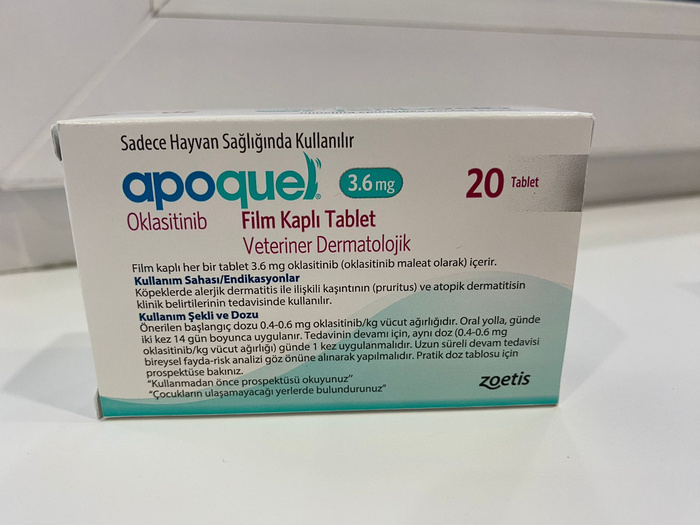 Sadece Hayvan Sağlığında Kullanılır
apoquel® 3.6 mg 20 Tablet
Oklasitinib Film Kaplı Tablet
Veteriner Dermatolojik
Film kaplı her bir tablet 3.6 mg oklasitinib (oklasitinib maleat olarak) içerir.
Kullanım Sahası/Endikasyonlar
Köpeklerde alerjik dermatitis ile ilişkili kaşıntının (pruritus) ve atopik dermatitisin
klinik belirtilerinin tedavisinde kullanılır.
Kullanım Şekli ve Dozu
Önerilen başlangıç dozu 0.4-0.6 mg oklasitinib/kg vücut ağırlığıdır. Oral yolla, günde
iki kez 14 gün boyunca uygulanır. Tedavinin devamı için, aynı doz (0.4-0.6 mg
oklasitinib/kg vücut ağırlığı) günde 1 kez uygulanmalıdır. Uzun süreli devam tedavisi
bireysel fayda-risk analizi göz önüne alınarak yapılmalıdır. Pratik doz tablosu için
prospektüse bakınız.
“Kullanmadan önce prospektüsü okuyunuz”
“Çocukların ulaşamayacağı yerlerde bulundurunuz”
zoetis